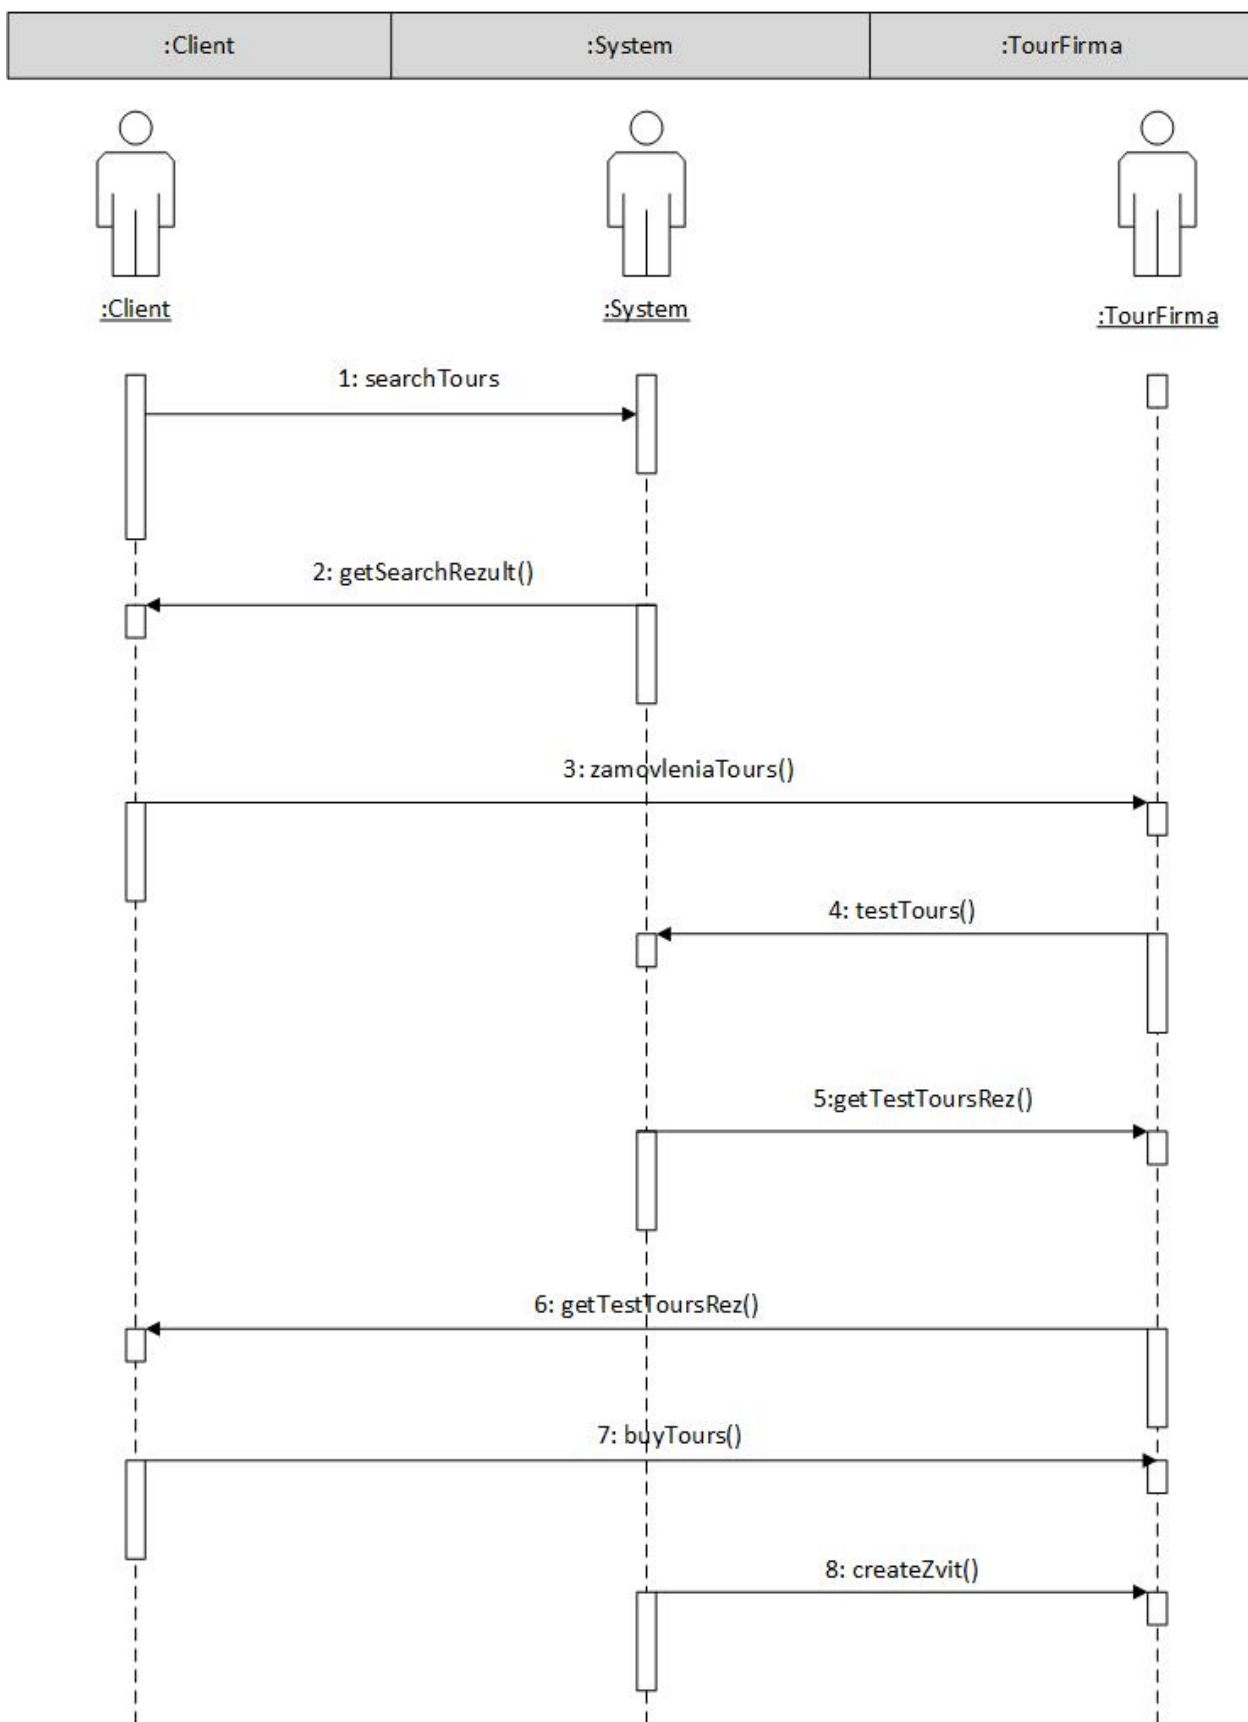 :Client
:System
:TourFirma
:Client
:System
:TourFirma
1: searchTours
2: getSearchRezult()
3: zamovleniaTours()
4: testTours()
5:getTestToursRez()
6: getTestToursRez()
7: buyTours()
8: createZvit()